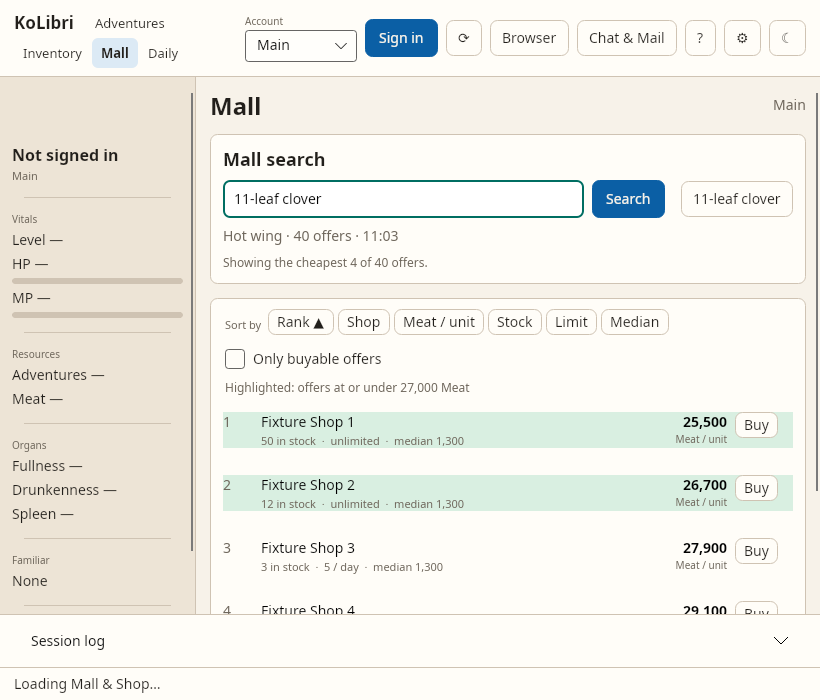 KoLibri
Adventures
Inventory
Mall
Daily
Account
Main
Sign in
⟳
Browser
Chat & Mail
?
⚙
☾
Not signed in
Main
Vitals
Level —
HP —
MP —
Resources
Adventures —
Meat —
Organs
Fullness —
Drunkenness —
Spleen —
Familiar
None
Mall
Main
Mall search
11-leaf clover
Search
11-leaf clover
Hot wing · 40 offers · 11:03
Showing the cheapest 4 of 40 offers.
Sort by
Rank ▲
Shop
Meat / unit
Stock
Limit
Median
Only buyable offers
Highlighted: offers at or under 27,000 Meat
1 Fixture Shop 1 25,500 Buy
50 in stock · unlimited · median 1,300 Meat / unit
2 Fixture Shop 2 26,700 Buy
12 in stock · unlimited · median 1,300 Meat / unit
3 Fixture Shop 3 27,900 Buy
3 in stock · 5 / day · median 1,300 Meat / unit
4 Fixture Shop 4 29,100 Buy
Session log
Loading Mall & Shop…